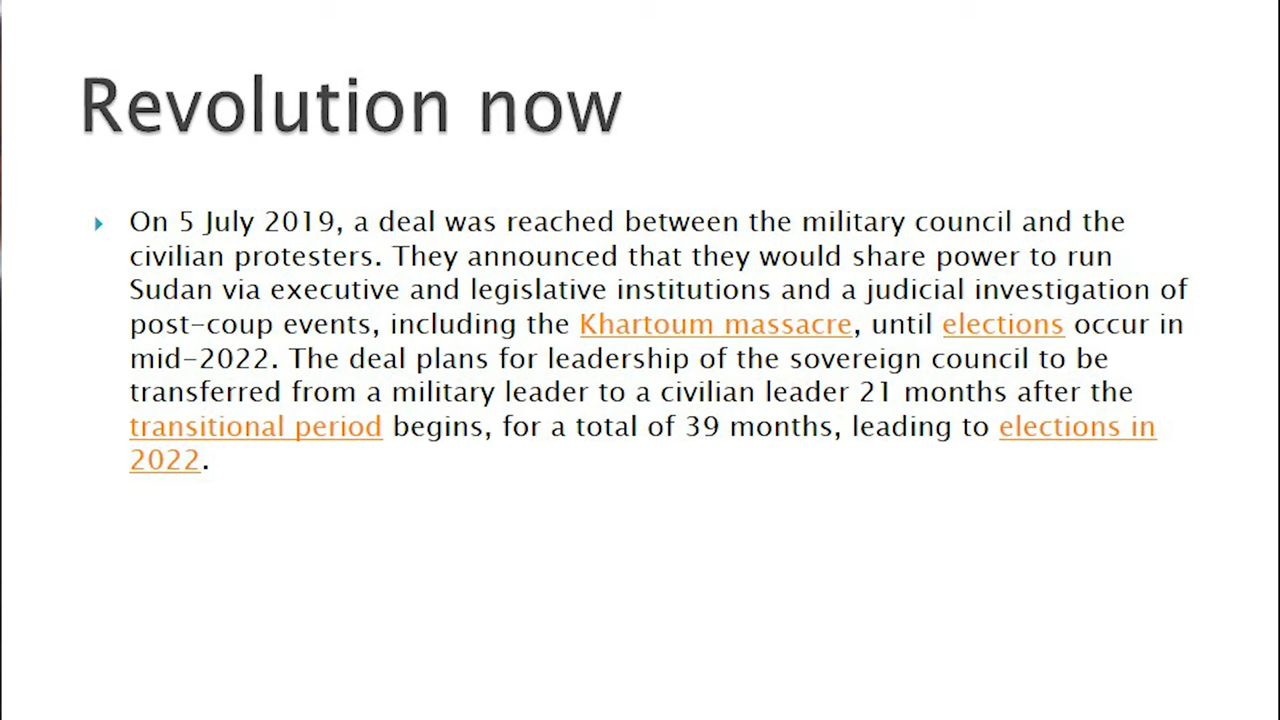 Revolution now
On 5 July 2019, a deal was reached between the military council and the
civilian protesters. They announced that they would share power to run
Sudan via executive and legislative institutions and a judicial investigation of
post-coup events, including the Khartoum massacre, until elections occur in
mid-2022. The deal plans for leadership of the sovereign council to be
transferred from a military leader to a civilian leader 21 months after the
transitional period begins, for a total of 39 months, leading to elections in
2022.